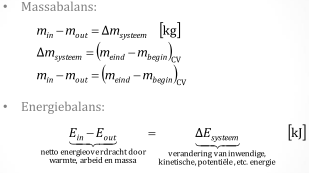 • Massabalans:
m_in − m_out = Δm_systeem [kg]
Δm_systeem = (m_eind − m_begin)_CV
m_in − m_out = (m_eind − m_begin)_CV
• Energiebalans:
E_in − E_out = ΔE_systeem [kJ]
netto energieoverdracht door warmte, arbeid en massa
verandering van inwendige, kinetische, potentiële, etc. energie